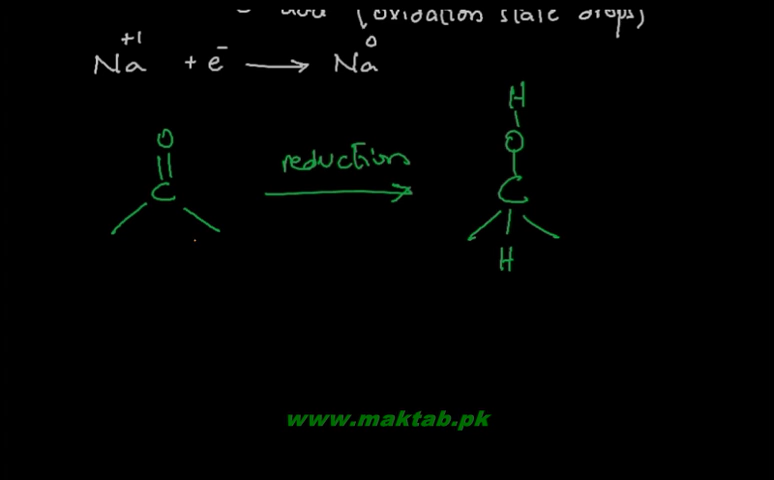 (oxidation state drops)
+1 0
Na + e⁻ → Na
H
O O
reduction
C C
H
www.maktab.pk